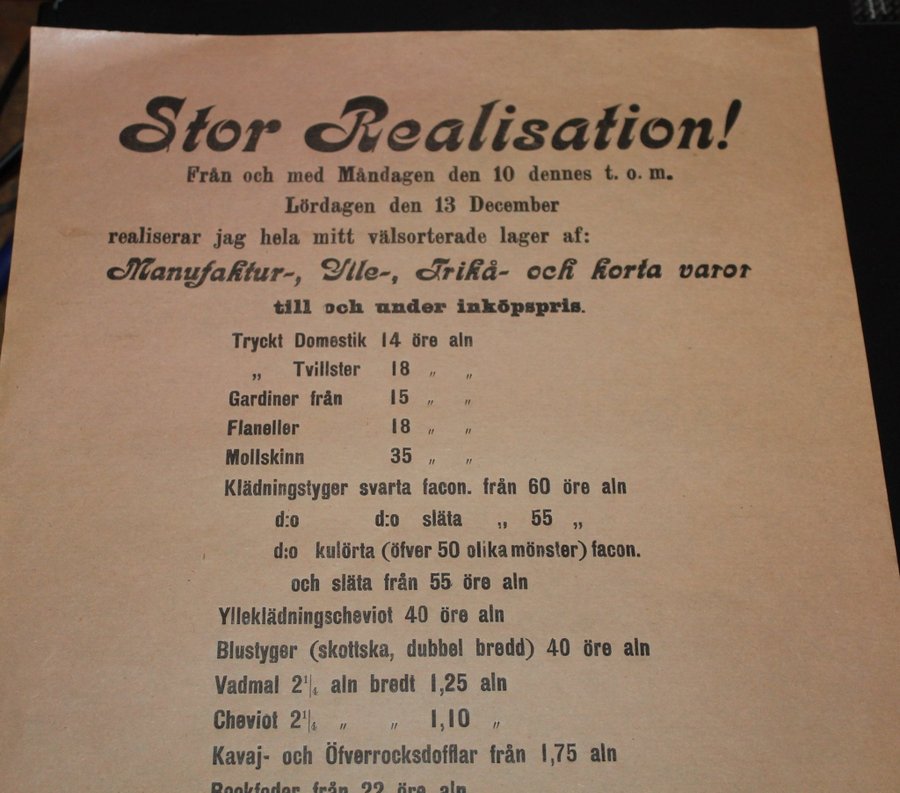 Stor Realisation!
Från och med Måndagen den 10 dennes t. o. m.
Lördagen den 13 December
realiserar jag hela mitt välsorterade lager af:
Manufaktur-, Ylle-, Trikå- och korta varor
till och under inköpspris.
Tryckt Domestik 14 öre aln
„ Tvillster 18 „ „
Gardiner från 15 „ „
Flaneller 18 „ „
Mollskinn 35 „ „
Klädningstyger svarta facon. från 60 öre aln
d:o d:o släta „ 55 „
d:o kulörta (öfver 50 olika mönster) facon.
och släta från 55 öre aln
Ylleklädningscheviot 40 öre aln
Blustyger (skottska, dubbel bredd) 40 öre aln
Vadmal 2¹|₄ aln bredt 1,25 aln
Cheviot 2¹|₄ „ „ 1,10 „
Kavaj- och Öfverrocksdofflar från 1,75 aln
Rockfoder från 22 öre aln